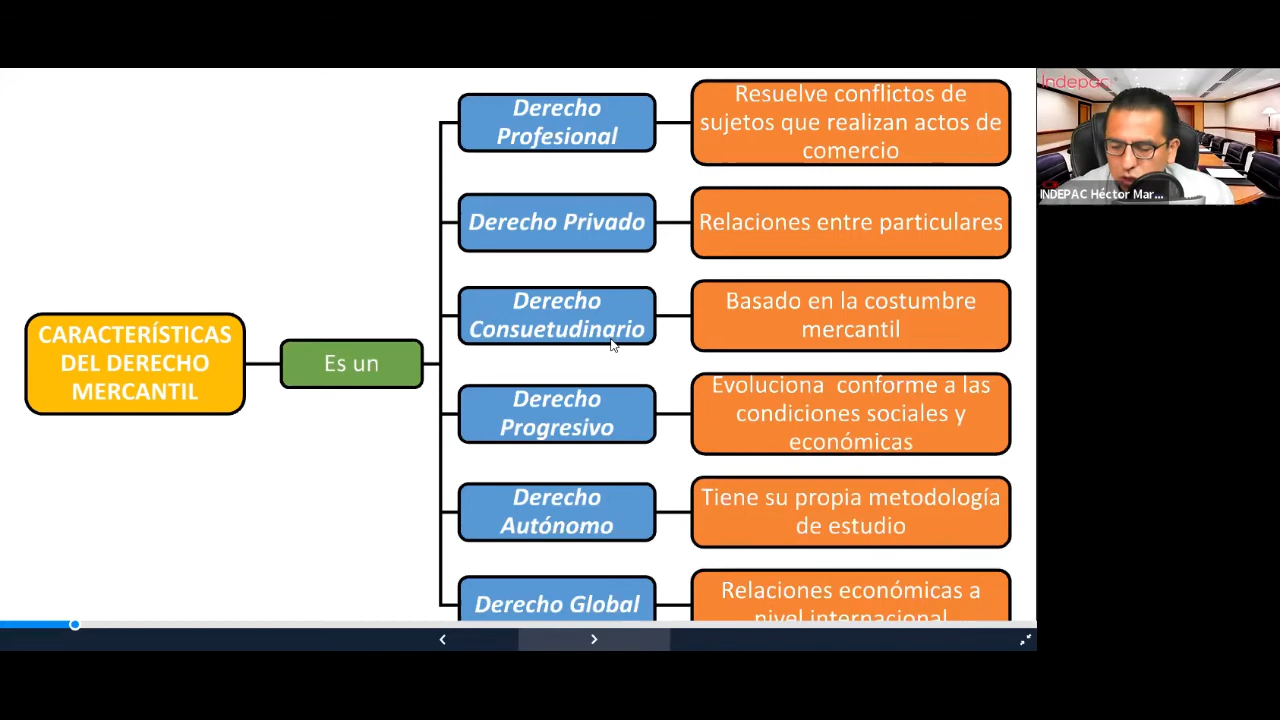 CARACTERÍSTICAS
DEL DERECHO
MERCANTIL
Es un
Derecho
Profesional
Resuelve conflictos de
sujetos que realizan actos de
comercio
Derecho Privado
Relaciones entre particulares
Derecho
Consuetudinario
Basado en la costumbre
mercantil
Derecho
Progresivo
Evoluciona conforme a las
condiciones sociales y
económicas
Derecho
Autónomo
Tiene su propia metodología
de estudio
Derecho Global
Relaciones económicas a
nivel internacional
Indepac
INDEPAC Héctor Mar...